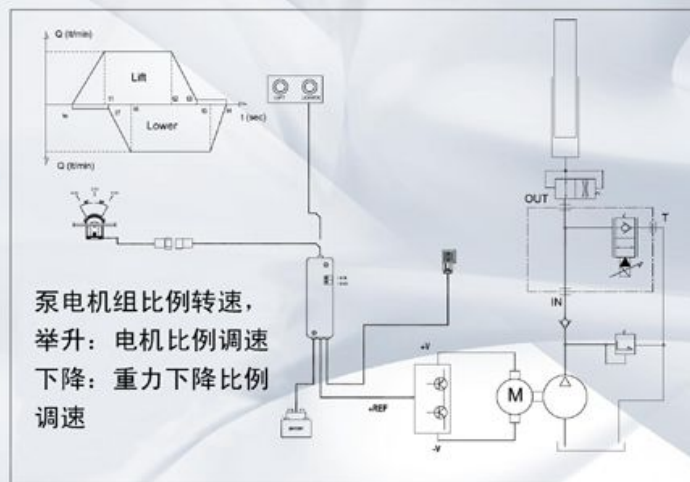 Q (lt/min)
Lift
Lower
t (sec)
Q (lt/min)
LIFT LOWER
OUT
T
IN
泵电机组比例转速，
举升：电机比例调速
下降：重力下降比例
调速
+V
M
+REF
-V